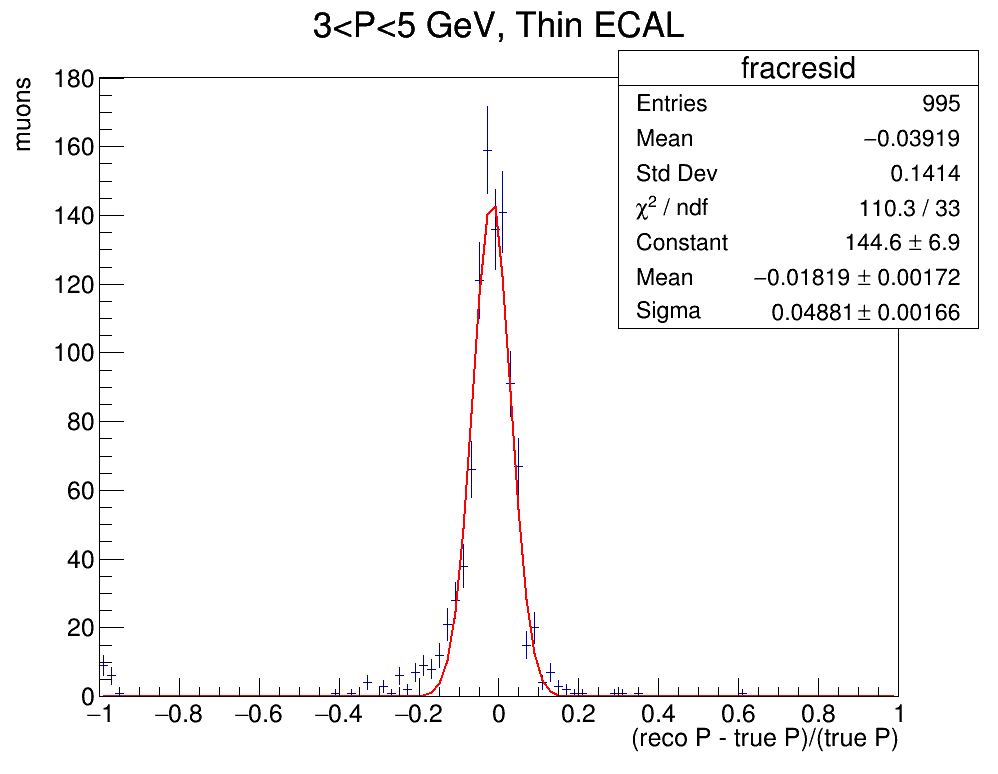 3<P<5 GeV, Thin ECAL
muons
fracresid
Entries 995
Mean −0.03919
Std Dev 0.1414
χ² / ndf 110.3 / 33
Constant 144.6 ± 6.9
Mean −0.01819 ± 0.00172
Sigma 0.04881 ± 0.00166
180
160
140
120
100
80
60
40
20
0
−1 −0.8 −0.6 −0.4 −0.2 0 0.2 0.4 0.6 0.8 1
(reco P - true P)/(true P)